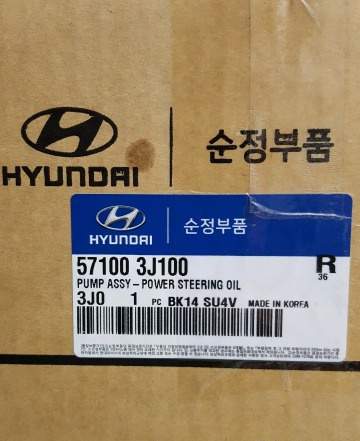 HYUNDAI
순정부품
HYUNDAI
순정부품
57100 3J100
R
36
PUMP ASSY-POWER STEERING OIL
3J0 1 PC BK14 SU4V MADE IN KOREA